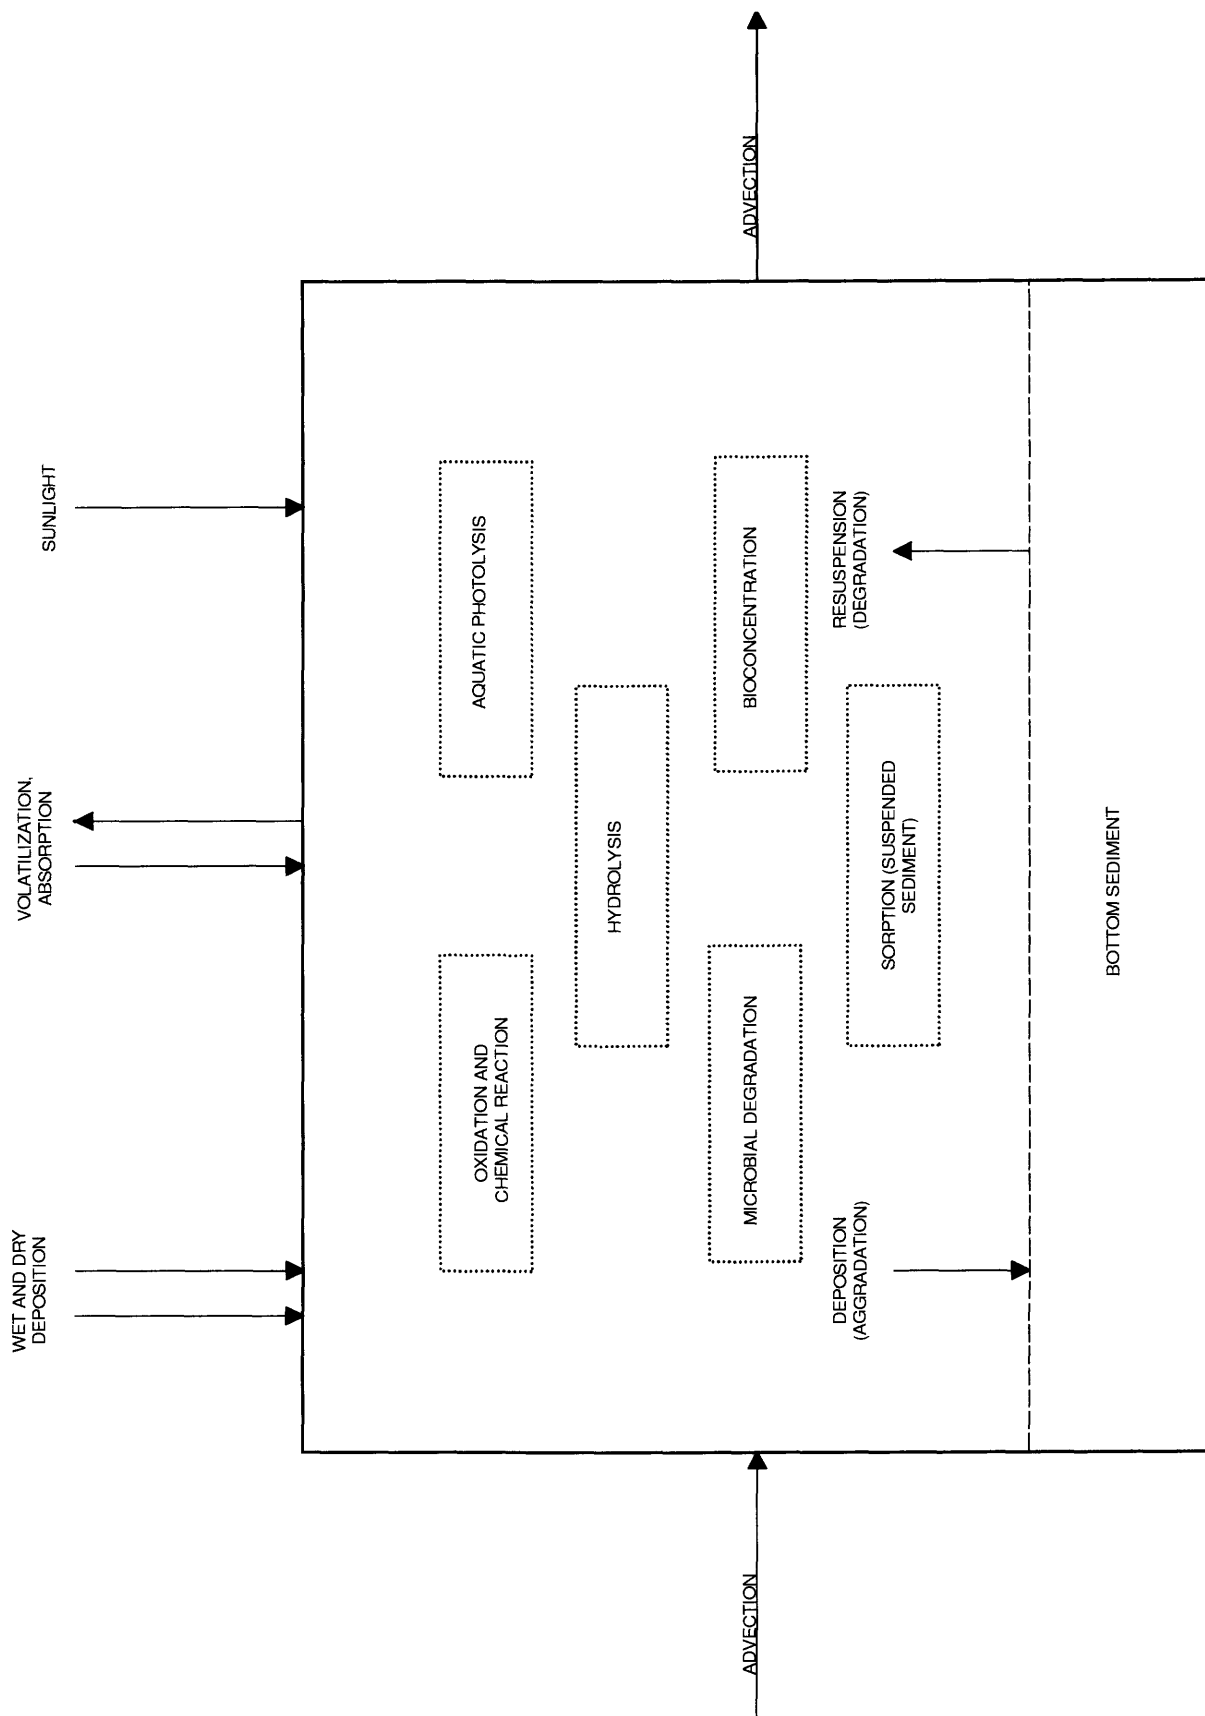 WET AND DRY
DEPOSITION
VOLATILIZATION,
ABSORPTION
SUNLIGHT
OXIDATION AND
CHEMICAL REACTION
AQUATIC PHOTOLYSIS
HYDROLYSIS
ADVECTION
MICROBIAL DEGRADATION
BIOCONCENTRATION
ADVECTION
DEPOSITION
(AGGRADATION)
RESUSPENSION
(DEGRADATION)
SORPTION (SUSPENDED
SEDIMENT)
BOTTOM SEDIMENT